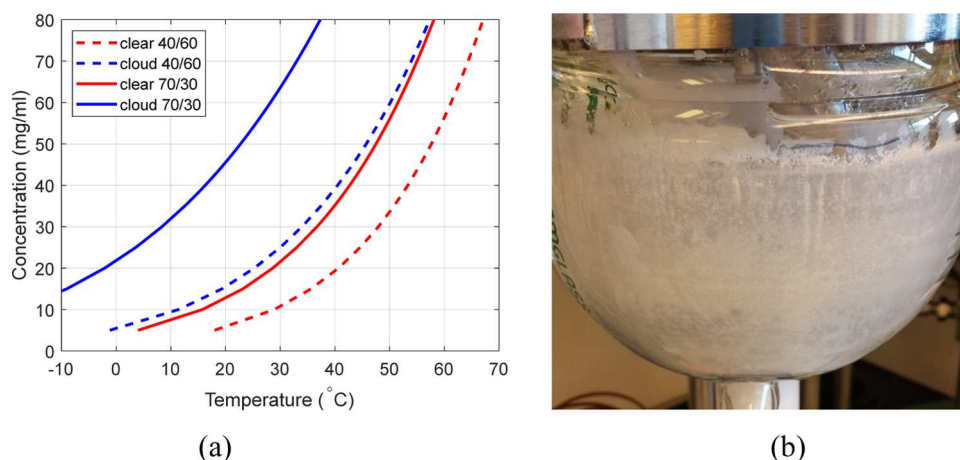 80
70
60
50
40
30
20
10
0
Concentration (mg/ml)
clear 40/60
cloud 40/60
clear 70/30
cloud 70/30
-10 0 10 20 30 40 50 60 70
Temperature (°C)
(a) (b)